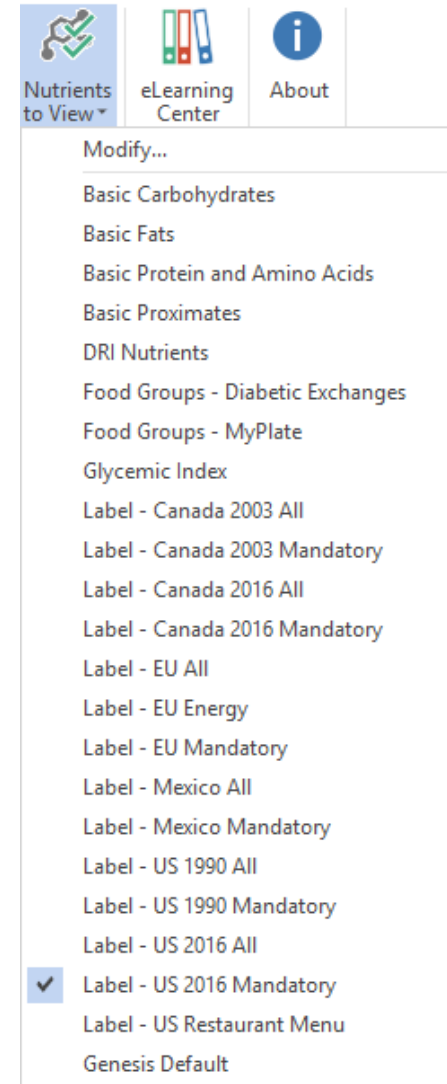 Nutrients
to View
eLearning
Center
About
Modify...
Basic Carbohydrates
Basic Fats
Basic Protein and Amino Acids
Basic Proximates
DRI Nutrients
Food Groups - Diabetic Exchanges
Food Groups - MyPlate
Glycemic Index
Label - Canada 2003 All
Label - Canada 2003 Mandatory
Label - Canada 2016 All
Label - Canada 2016 Mandatory
Label - EU All
Label - EU Energy
Label - EU Mandatory
Label - Mexico All
Label - Mexico Mandatory
Label - US 1990 All
Label - US 1990 Mandatory
Label - US 2016 All
Label - US 2016 Mandatory
Label - US Restaurant Menu
Genesis Default